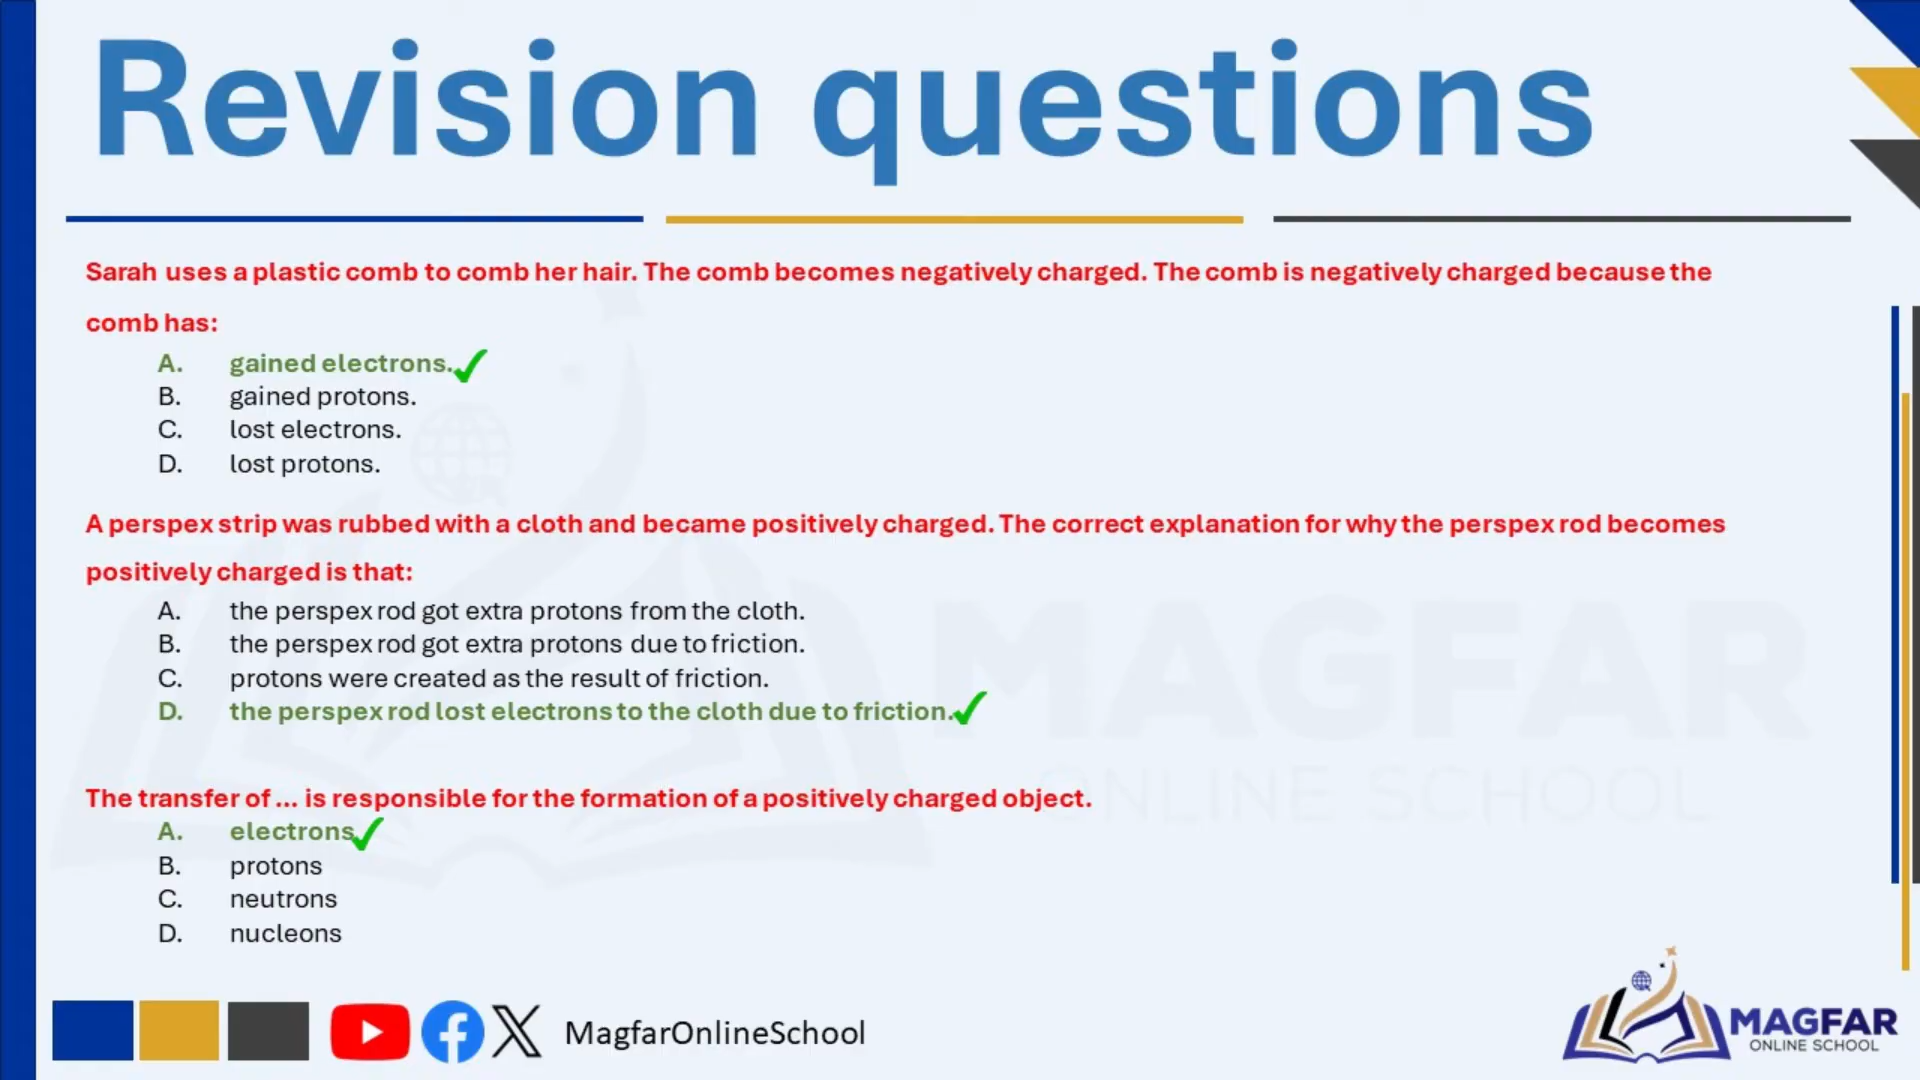 Revision questions
Sarah uses a plastic comb to comb her hair. The comb becomes negatively charged. The comb is negatively charged because the
comb has:
A. gained electrons.
B. gained protons.
C. lost electrons.
D. lost protons.
A perspex strip was rubbed with a cloth and became positively charged. The correct explanation for why the perspex rod becomes
positively charged is that:
A. the perspex rod got extra protons from the cloth.
B. the perspex rod got extra protons due to friction.
C. protons were created as the result of friction.
D. the perspex rod lost electrons to the cloth due to friction.
The transfer of ... is responsible for the formation of a positively charged object.
A. electrons
B. protons
C. neutrons
D. nucleons
MAGFAR
ONLINE SCHOOL
MagfarOnlineSchool
MAGFAR
ONLINE SCHOOL